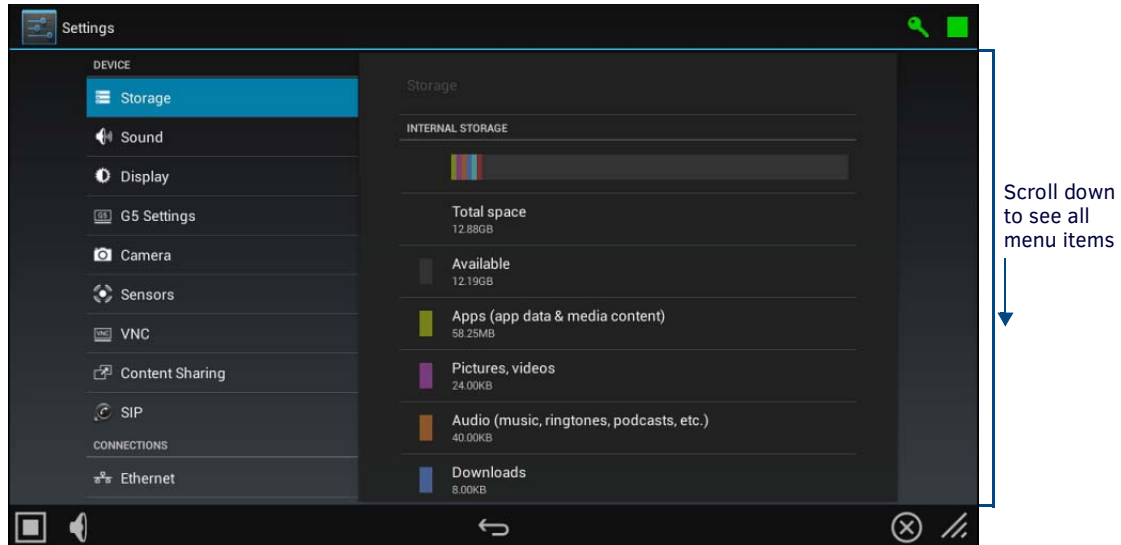 Settings
DEVICE
Storage
Sound
Display
G5
G5 Settings
Camera
Sensors
VNC
VNC
Content Sharing
SIP
CONNECTIONS
Ethernet
Storage
INTERNAL STORAGE
Total space
12.88GB
Available
12.19GB
Apps (app data & media content)
58.25MB
Pictures, videos
24.00KB
Audio (music, ringtones, podcasts, etc.)
40.00KB
Downloads
8.00KB
Scroll down
to see all
menu items